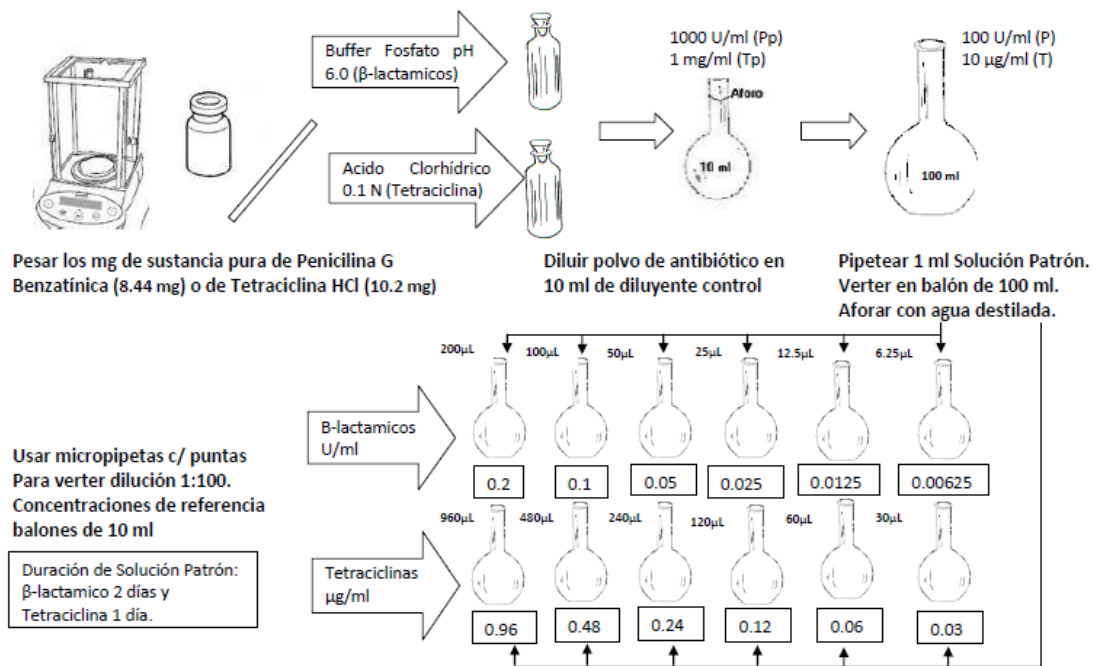 Buffer Fosfato pH
6.0 (β-lactamicos)
Acido Clorhídrico
0.1 N (Tetraciclina)
1000 U/ml (Pp)
1 mg/ml (Tp)
Aforo
10 ml
100 U/ml (P)
10 µg/ml (T)
100 ml
Pesar los mg de sustancia pura de Penicilina G
Benzatínica (8.44 mg) o de Tetraciclina HCl (10.2 mg)
Diluir polvo de antibiótico en
10 ml de diluyente control
Pipetear 1 ml Solución Patrón.
Verter en balón de 100 ml.
Aforar con agua destilada.
200µL 100µL 50µL 25µL 12.5µL 6.25µL
B-lactamicos
U/ml
0.2 0.1 0.05 0.025 0.0125 0.00625
Usar micropipetas c/ puntas
Para verter dilución 1:100.
Concentraciones de referencia
balones de 10 ml
960µL 480µL 240µL 120µL 60µL 30µL
Duración de Solución Patrón:
β-lactamico 2 días y
Tetraciclina 1 día.
Tetraciclinas
µg/ml
0.96 0.48 0.24 0.12 0.06 0.03